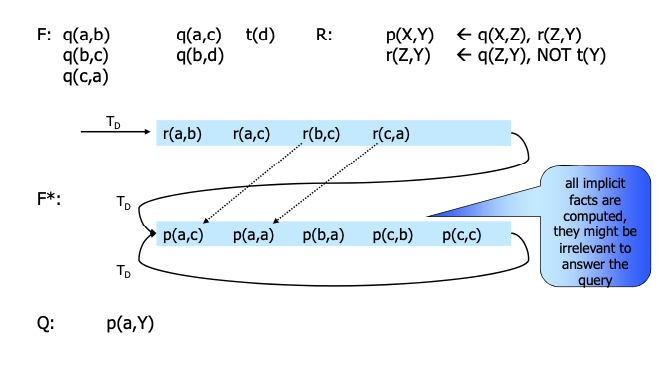 F: q(a,b) q(a,c) t(d) R: p(X,Y) ← q(X,Z), r(Z,Y)
q(b,c) q(b,d) r(Z,Y) ← q(Z,Y), NOT t(Y)
q(c,a)
T_D r(a,b) r(a,c) r(b,c) r(c,a)
F*: T_D
p(a,c) p(a,a) p(b,a) p(c,b) p(c,c)
T_D
all implicit
facts are
computed,
they might be
irrelevant to
answer the
query
Q: p(a,Y)